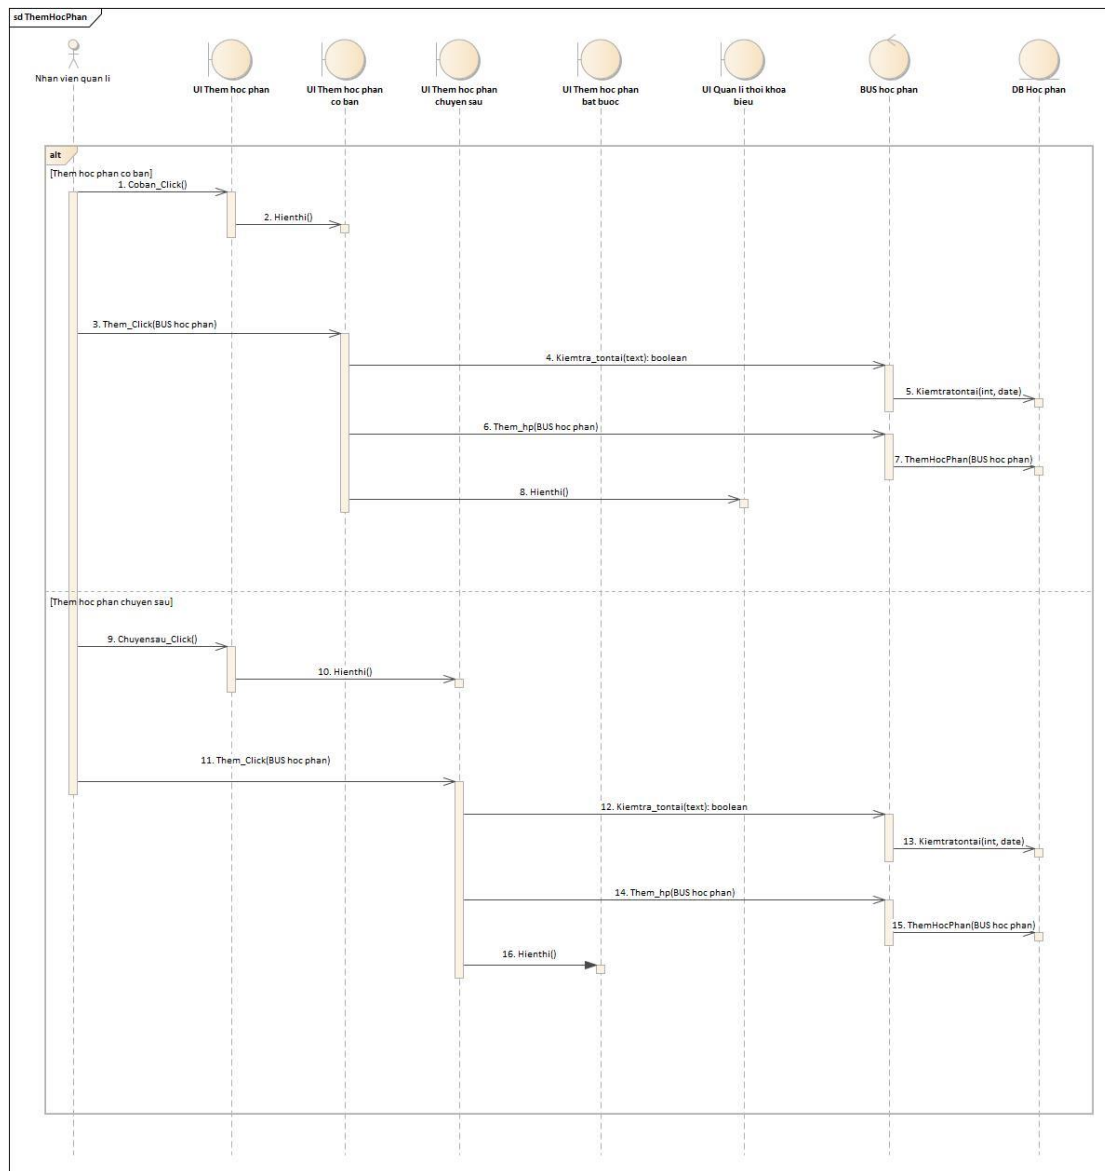 sd ThemHocPhan
Nhan vien quan li
UI Them hoc phan
UI Them hoc phan
co ban
UI Them hoc phan
chuyen sau
UI Them hoc phan
bat buoc
UI Quan li thoi khoa
bieu
BUS hoc phan
DB Hoc phan
alt
[Them hoc phan co ban]
1. Coban_Click()
2. Hienthi()
3. Them_Click(BUS hoc phan)
4. Kiemtra_tontai(text): boolean
5. Kiemtratontai(int, date)
6. Them_hp(BUS hoc phan)
7. ThemHocPhan(BUS hoc phan)
8. Hienthi()
[Them hoc phan chuyen sau]
9. Chuyensau_Click()
10. Hienthi()
11. Them_Click(BUS hoc phan)
12. Kiemtra_tontai(text): boolean
13. Kiemtratontai(int, date)
14. Them_hp(BUS hoc phan)
15. ThemHocPhan(BUS hoc phan)
16. Hienthi()